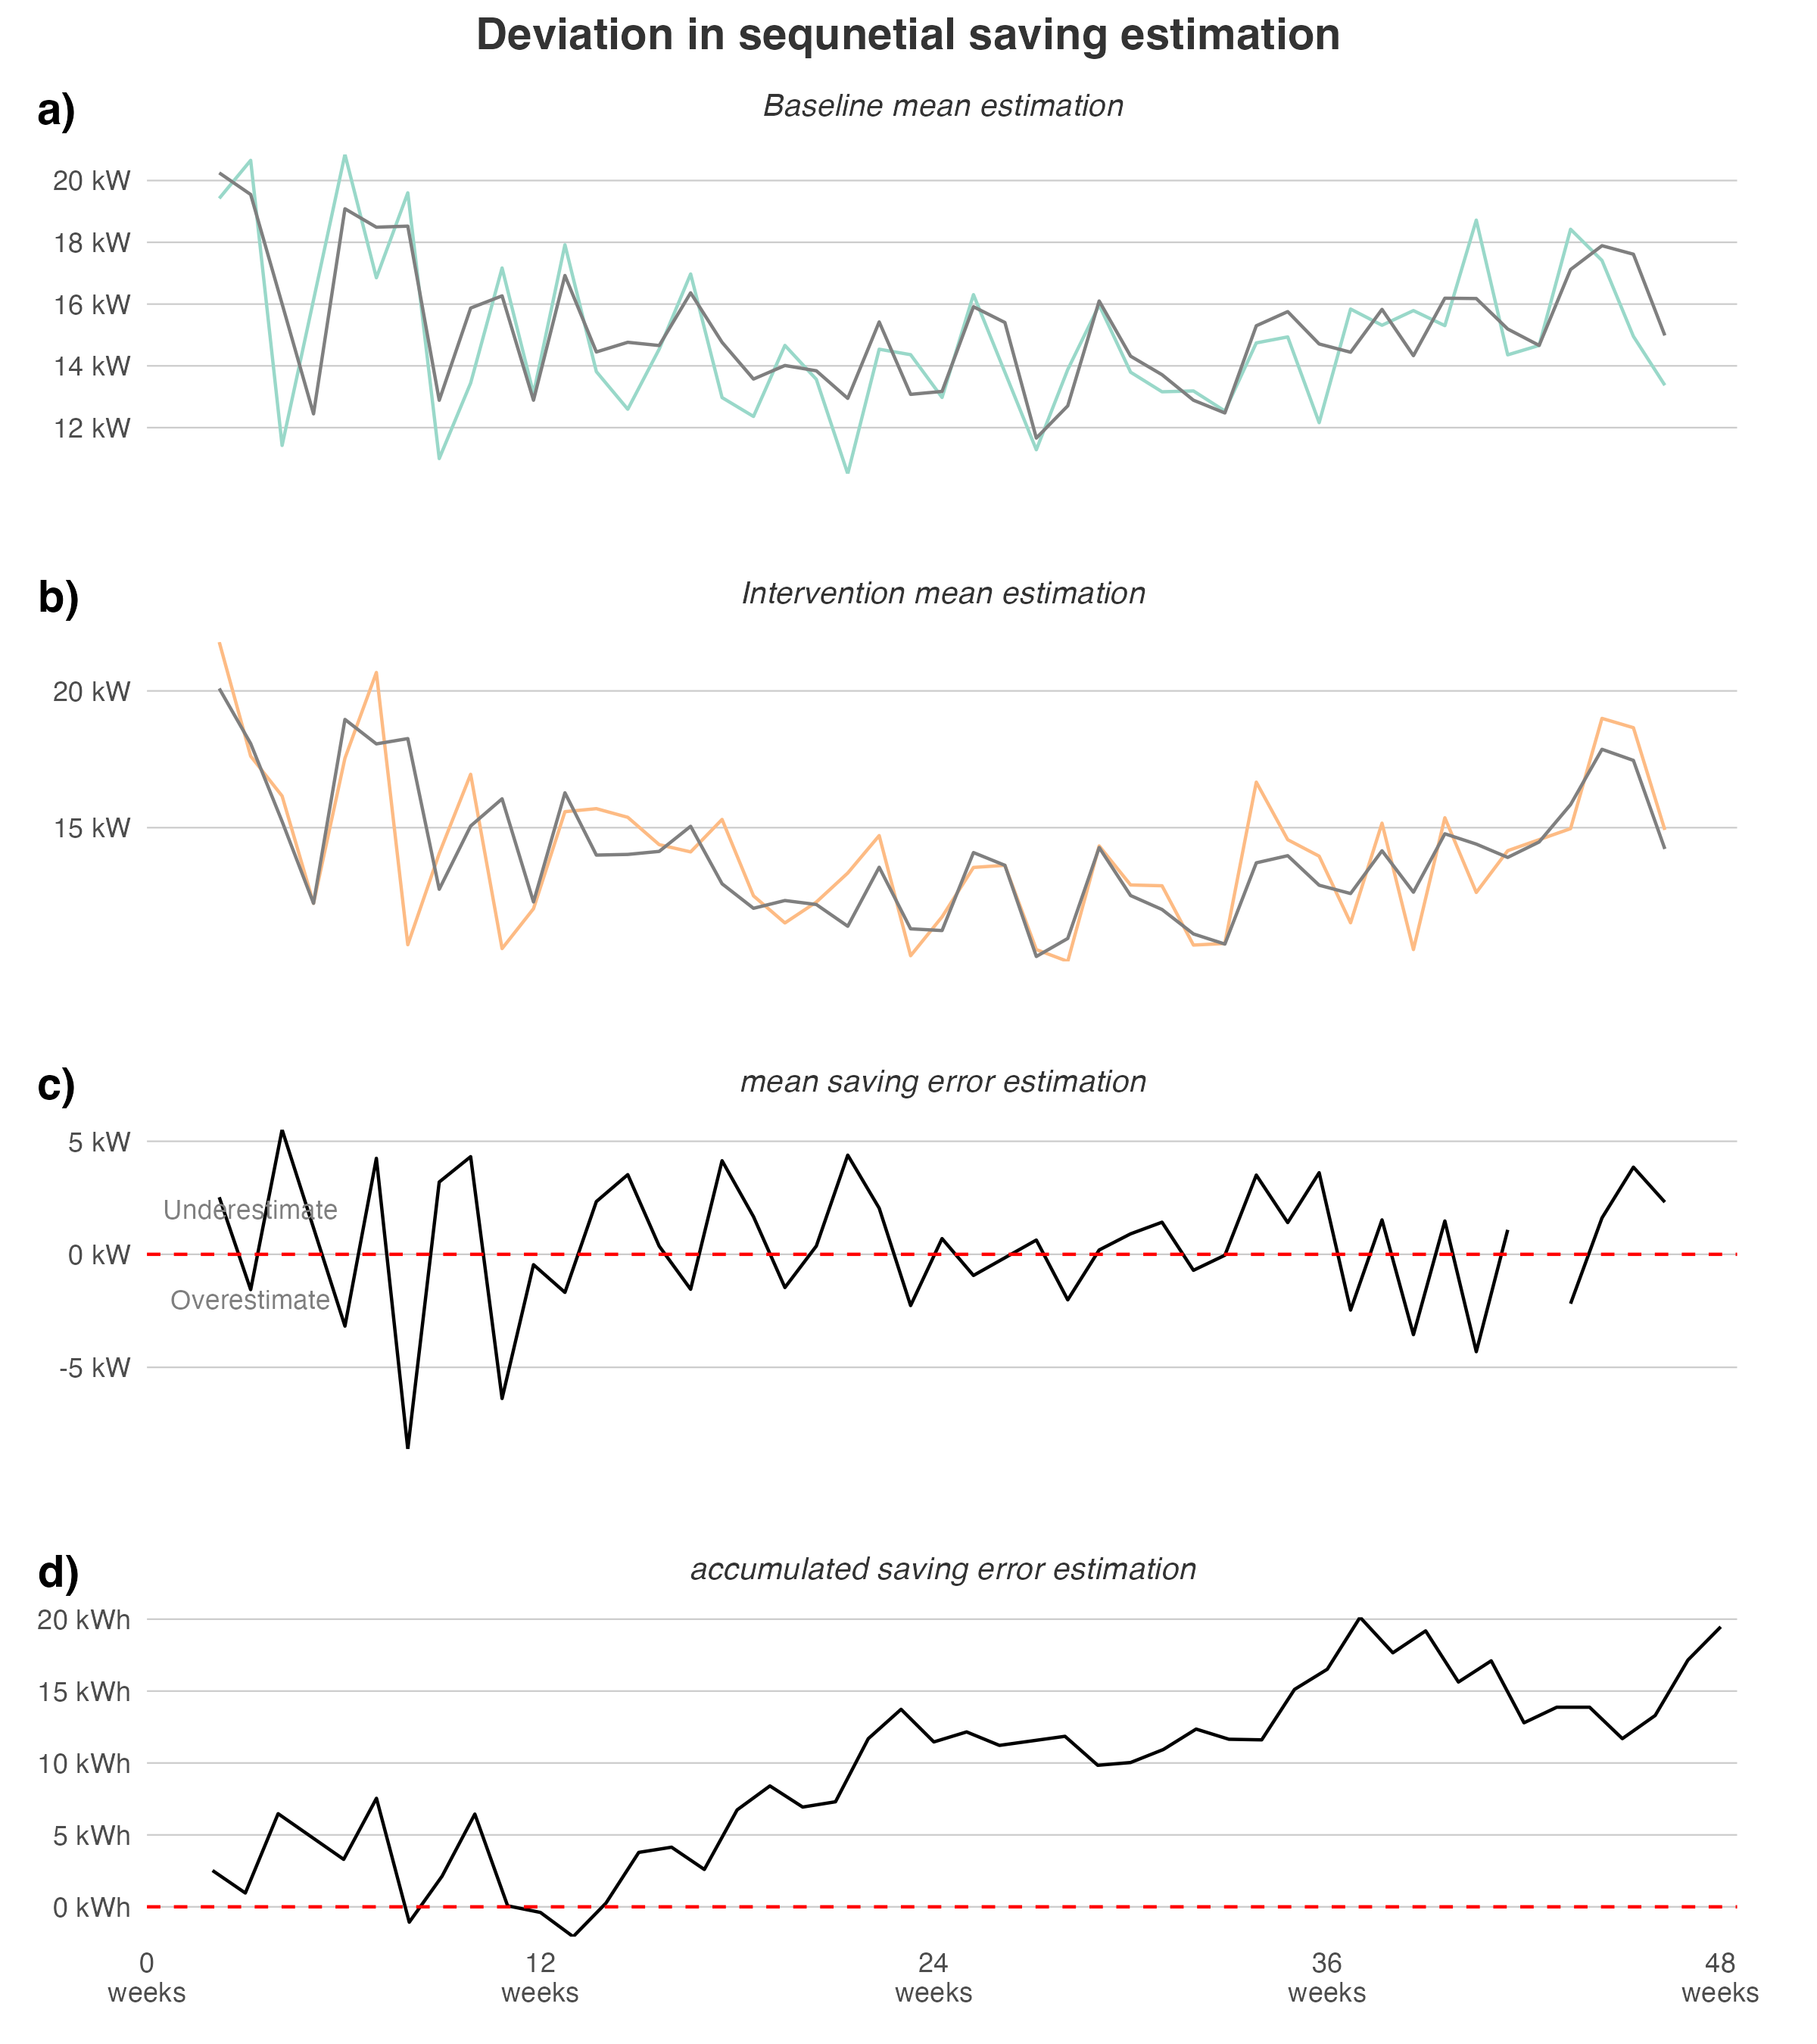 Deviation in sequnetial saving estimation
a)
Baseline mean estimation
20 kW
18 kW
16 kW
14 kW
12 kW
b)
Intervention mean estimation
20 kW
15 kW
c)
mean saving error estimation
5 kW
Underestimate
0 kW
Overestimate
-5 kW
d)
accumulated saving error estimation
20 kWh
15 kWh
10 kWh
5 kWh
0 kWh
0 12 24 36 48
weeks weeks weeks weeks weeks